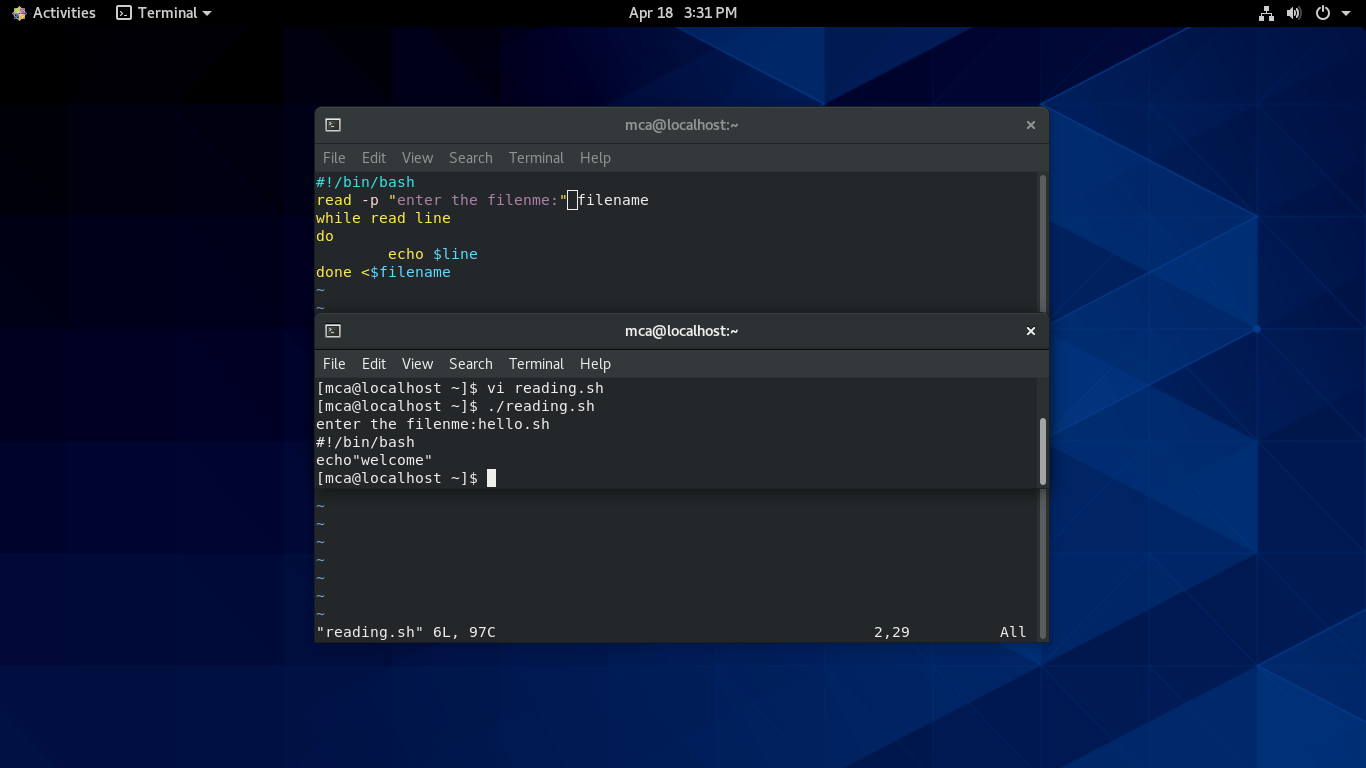 Activities Terminal Apr 18 3:31 PM
mca@localhost:~
File Edit View Search Terminal Help
#!/bin/bash
read -p "enter the filenme:" filename
while read line
do
        echo $line
done <$filename
~
~
mca@localhost:~
File Edit View Search Terminal Help
[mca@localhost ~]$ vi reading.sh
[mca@localhost ~]$ ./reading.sh
enter the filenme:hello.sh
#!/bin/bash
echo"welcome"
[mca@localhost ~]$
~
~
~
~
~
~
~
"reading.sh" 6L, 97C 2,29 All